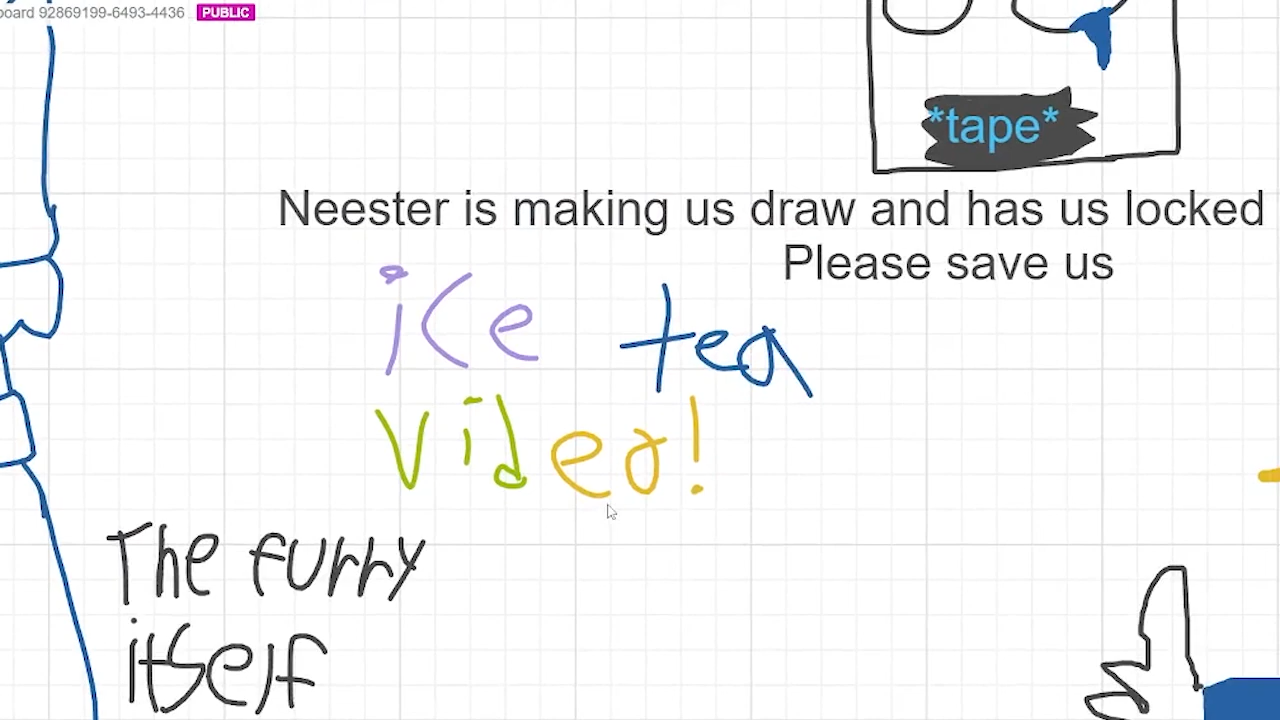 board 92869199-6493-4436 PUBLIC
*tape*
Neester is making us draw and has us locked
Please save us
ice tea
video!
The furry
itself